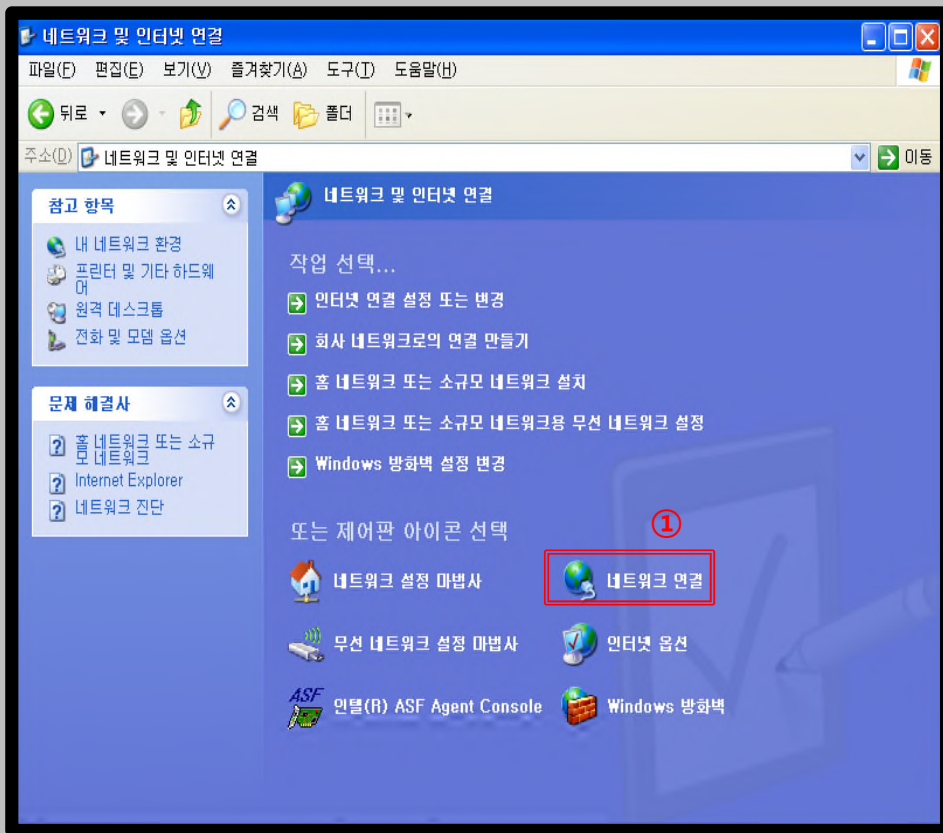 네트워크 및 인터넷 연결
파일(F) 편집(E) 보기(V) 즐겨찾기(A) 도구(T) 도움말(H)
뒤로 검색 폴더
주소(D) 네트워크 및 인터넷 연결 이동
참고 항목
내 네트워크 환경
프린터 및 기타 하드웨
어
원격 데스크톱
전화 및 모뎀 옵션
문제 해결사
홈 네트워크 또는 소규
모 네트워크
Internet Explorer
네트워크 진단
네트워크 및 인터넷 연결
작업 선택...
인터넷 연결 설정 또는 변경
회사 네트워크로의 연결 만들기
홈 네트워크 또는 소규모 네트워크 설치
홈 네트워크 또는 소규모 네트워크용 무선 네트워크 설정
Windows 방화벽 설정 변경
또는 제어판 아이콘 선택
①
네트워크 설정 마법사 네트워크 연결
무선 네트워크 설정 마법사 인터넷 옵션
ASF 인텔(R) ASF Agent Console Windows 방화벽